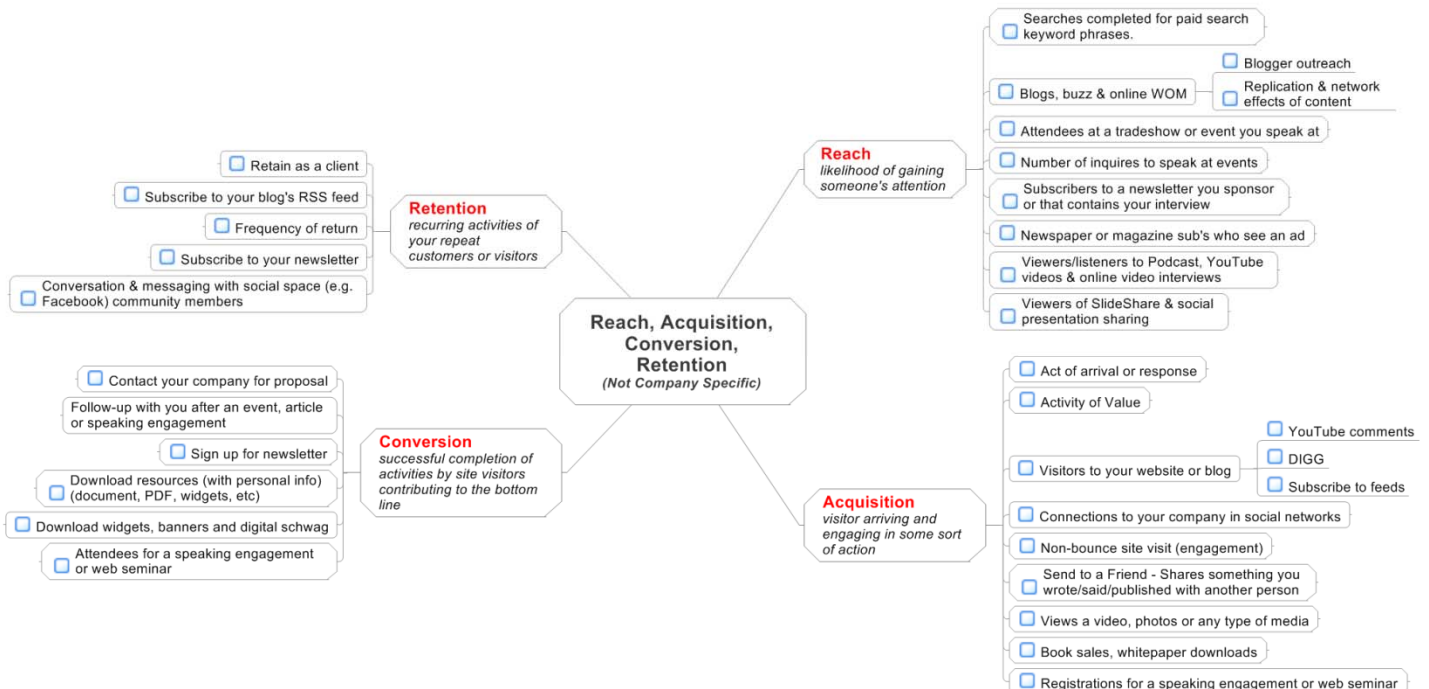 Reach, Acquisition,
Conversion,
Retention
(Not Company Specific)
Reach
likelihood of gaining
someone's attention
Searches completed for paid search
keyword phrases.
Blogs, buzz & online WOM
Blogger outreach
Replication & network
effects of content
Attendees at a tradeshow or event you speak at
Number of inquires to speak at events
Subscribers to a newsletter you sponsor
or that contains your interview
Newspaper or magazine sub's who see an ad
Viewers/listeners to Podcast, YouTube
videos & online video interviews
Viewers of SlideShare & social
presentation sharing
Acquisition
visitor arriving and
engaging in some sort
of action
Act of arrival or response
Activity of Value
Visitors to your website or blog
YouTube comments
DIGG
Subscribe to feeds
Connections to your company in social networks
Non-bounce site visit (engagement)
Send to a Friend - Shares something you
wrote/said/published with another person
Views a video, photos or any type of media
Book sales, whitepaper downloads
Registrations for a speaking engagement or web seminar
Conversion
successful completion of
activities by site visitors
contributing to the bottom
line
Contact your company for proposal
Follow-up with you after an event, article
or speaking engagement
Sign up for newsletter
Download resources (with personal info)
(document, PDF, widgets, etc)
Download widgets, banners and digital schwag
Attendees for a speaking engagement
or web seminar
Retention
recurring activities of
your repeat
customers or visitors
Retain as a client
Subscribe to your blog's RSS feed
Frequency of return
Subscribe to your newsletter
Conversation & messaging with social space (e.g.
Facebook) community members